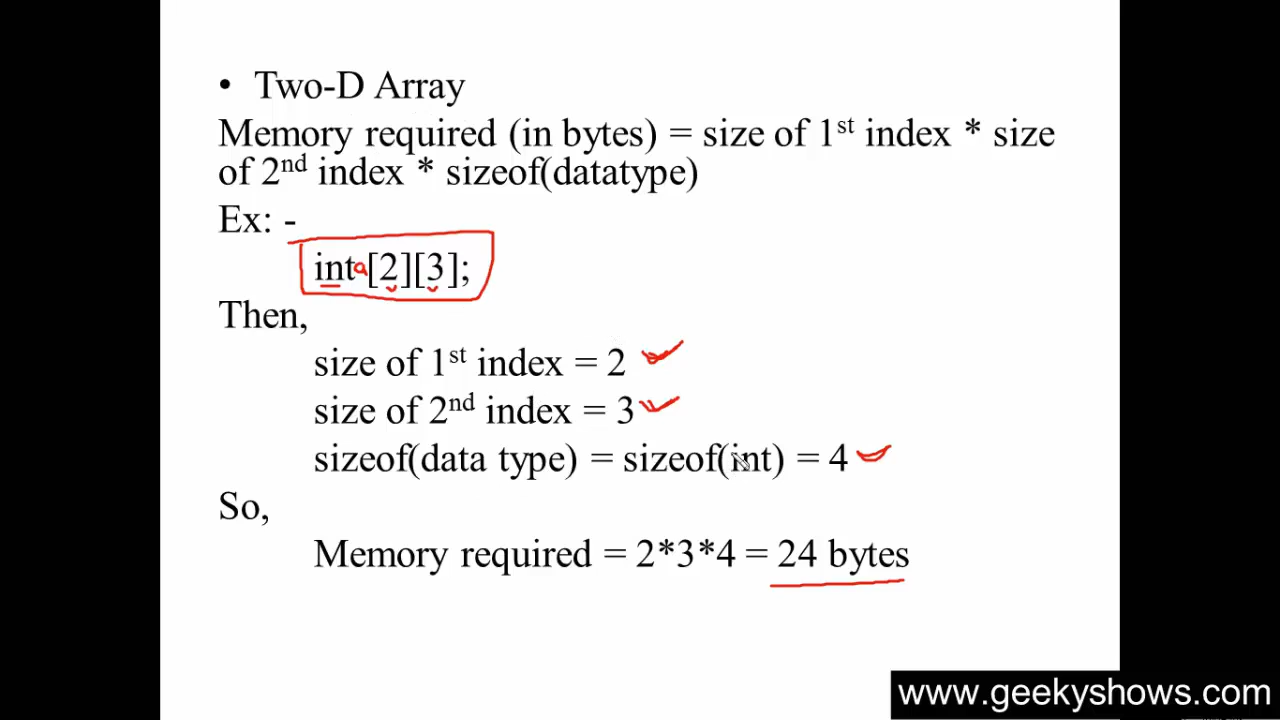 • Two-D Array
Memory required (in bytes) = size of 1st index * size
of 2nd index * sizeof(datatype)
Ex: -
int a[2][3];
Then,
size of 1st index = 2
size of 2nd index = 3
sizeof(data type) = sizeof(int) = 4
So,
Memory required = 2*3*4 = 24 bytes
www.geekyshows.com